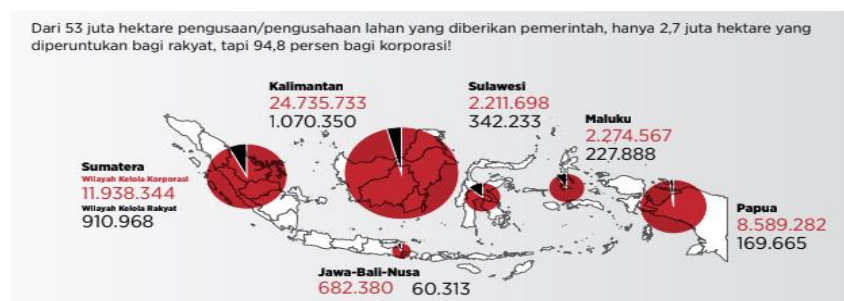 Dari 53 juta hektare pengusaan/pengusahaan lahan yang diberikan pemerintah, hanya 2,7 juta hektare yang
diperuntukan bagi rakyat, tapi 94,8 persen bagi korporasi!
Kalimantan
24.735.733
1.070.350
Sulawesi
2.211.698
342.233
Maluku
2.274.567
227.888
Sumatera
Wilayah Kelola Korporasi
11.938.344
Wilayah Kelola Rakyat
910.968
Papua
8.589.282
169.665
Jawa-Bali-Nusa
682.380 60.313